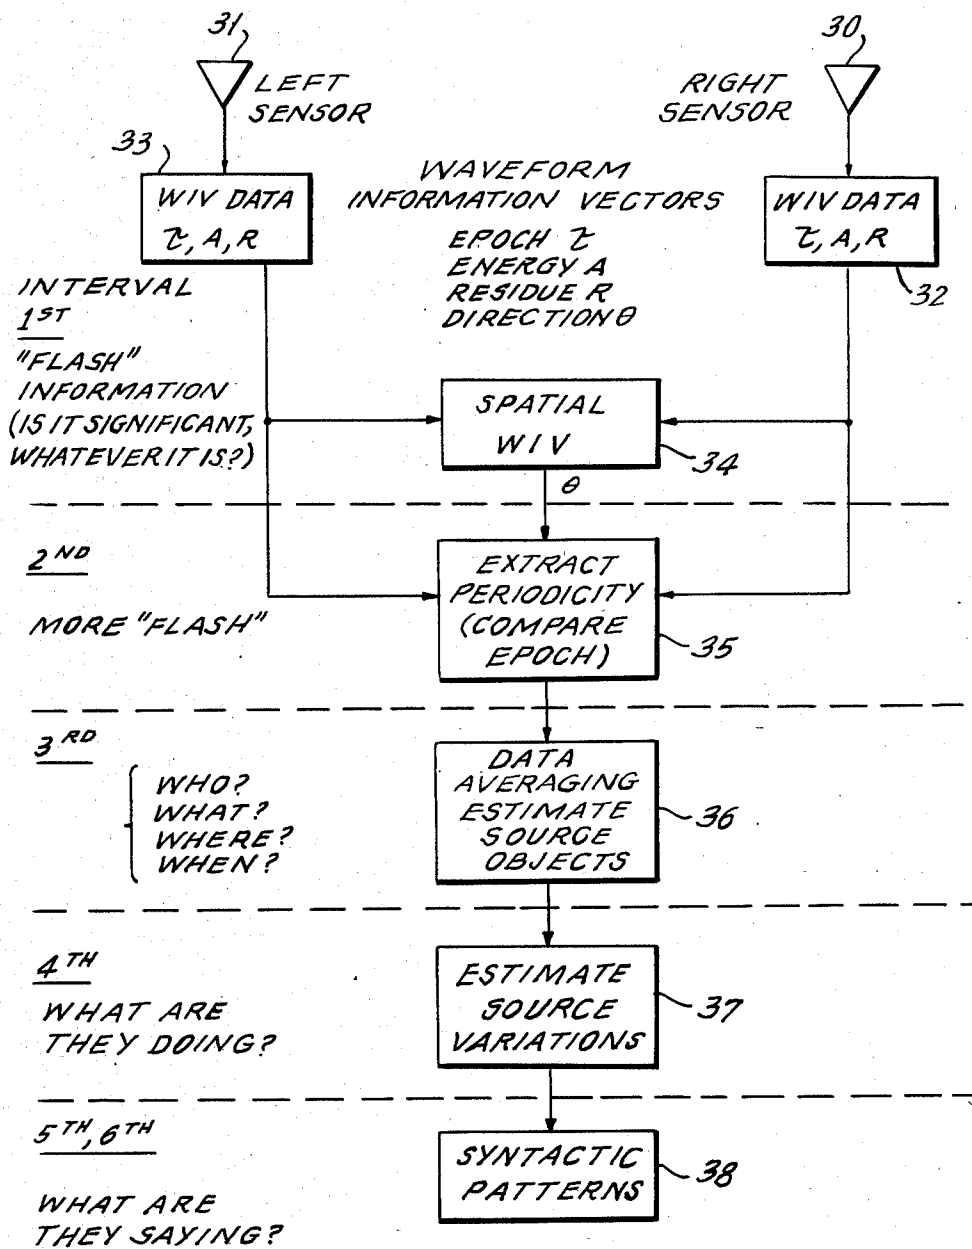 31
30
LEFT
SENSOR
RIGHT
SENSOR
33
WIV DATA
τ, A, R
WAVEFORM
INFORMATION VECTORS
EPOCH τ
ENERGY A
RESIDUE R
DIRECTION θ
WIV DATA
τ, A, R
32
INTERVAL
1ST
"FLASH"
INFORMATION
(IS IT SIGNIFICANT,
WHATEVER IT IS?)
SPATIAL
WIV
34
θ
2ND
MORE "FLASH"
EXTRACT
PERIODICITY
(COMPARE
EPOCH)
35
3RD
WHO?
WHAT?
WHERE?
WHEN?
DATA
AVERAGING
ESTIMATE
SOURCE
OBJECTS
36
4TH
WHAT ARE
THEY DOING?
ESTIMATE
SOURCE
VARIATIONS
37
5TH, 6TH
WHAT ARE
THEY SAYING?
SYNTACTIC
PATTERNS
38